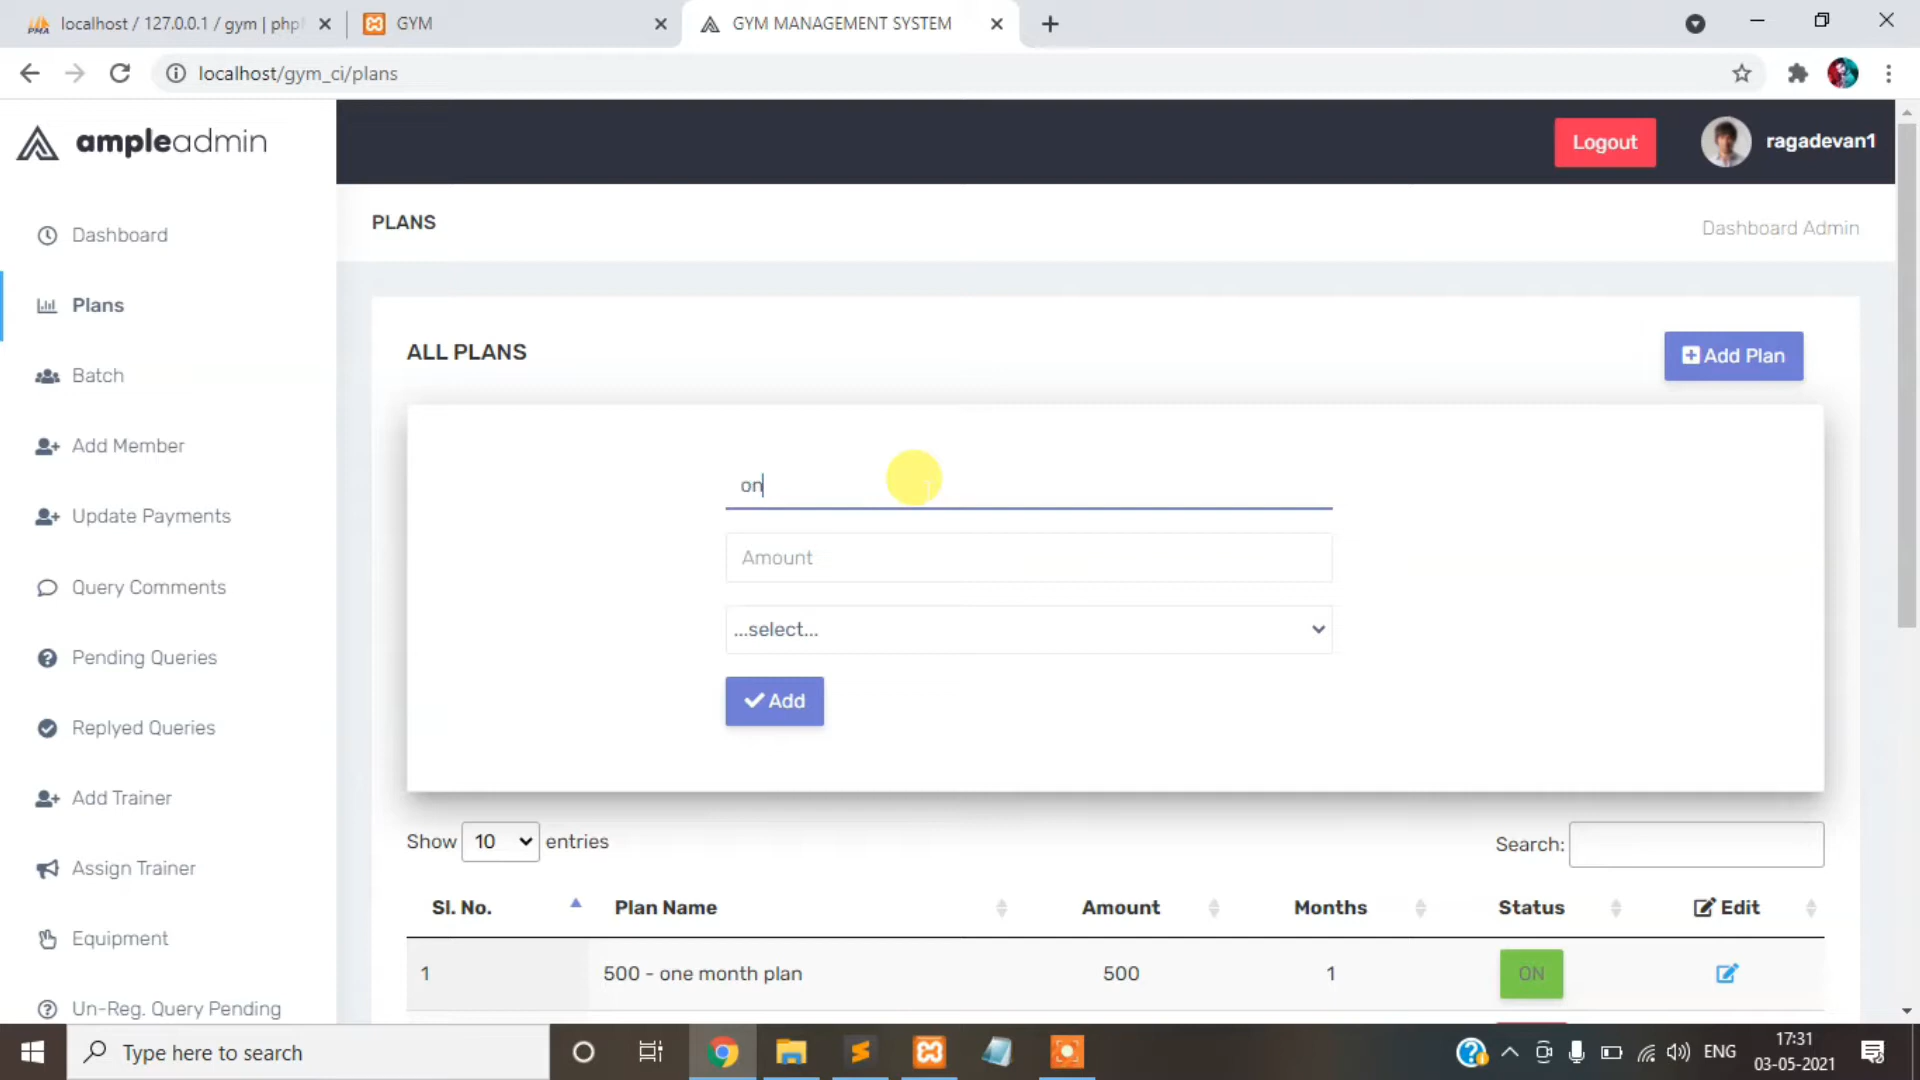 localhost / 127.0.0.1 / gym | php
GYM
GYM MANAGEMENT SYSTEM
localhost/gym_ci/plans
ampleadmin
Logout
ragadevan1
PLANS
Dashboard Admin
Dashboard
Plans
Batch
Add Member
Update Payments
Query Comments
Pending Queries
Replyed Queries
Add Trainer
Assign Trainer
Equipment
Un-Reg. Query Pending
ALL PLANS
Add Plan
on
Amount
...select...
Add
Show 10 entries
Search:
Sl. No. Plan Name Amount Months Status Edit
1 500 - one month plan 500 1 ON
Type here to search
ENG
17:31
03-05-2021